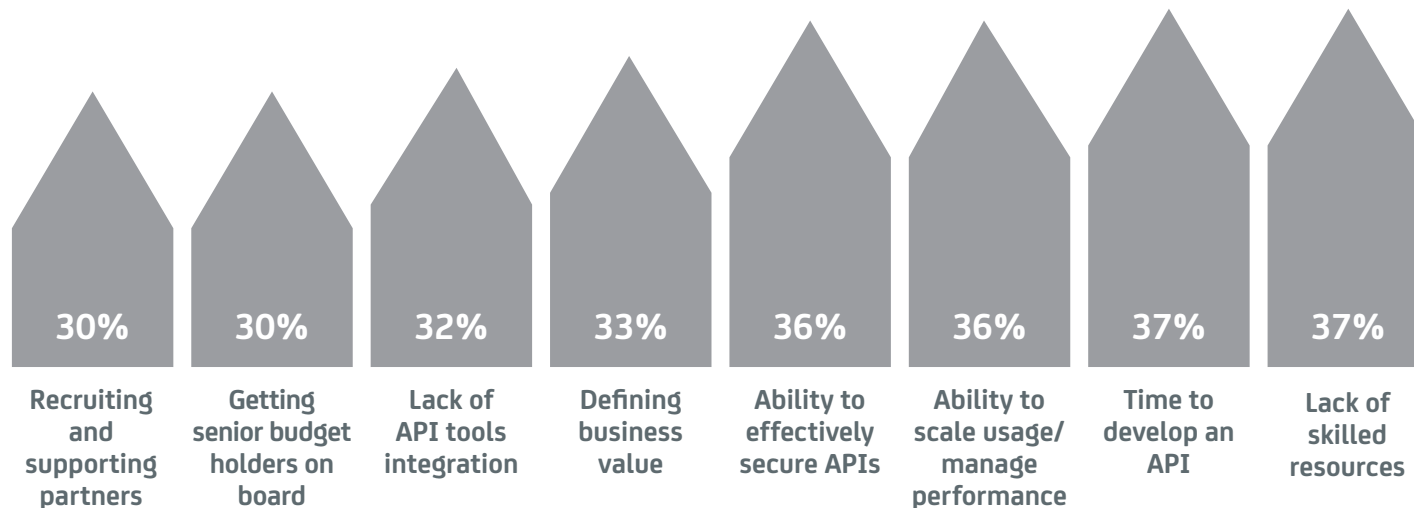 30%
30%
32%
33%
36%
36%
37%
37%
Recruiting
and
supporting
partners
Getting
senior budget
holders on
board
Lack of
API tools
integration
Defining
business
value
Ability to
effectively
secure APIs
Ability to
scale usage/
manage
performance
Time to
develop an
API
Lack of
skilled
resources